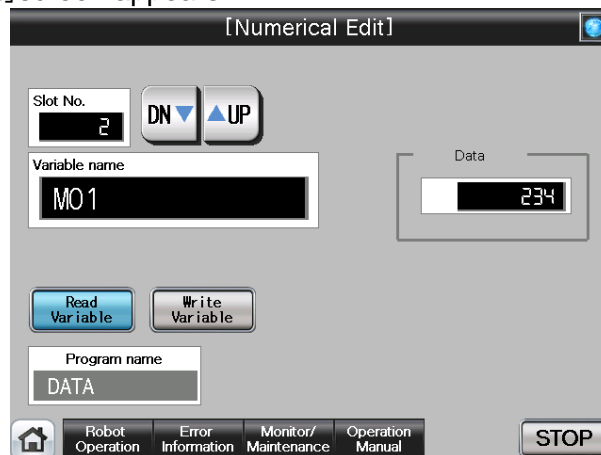 [Numerical Edit]
Slot No.
2
DN▼ ▲UP
Variable name
M01
Data
234
Read
Variable
Write
Variable
Program name
DATA
Robot
Operation
Error
Information
Monitor/
Maintenance
Operation
Manual
STOP